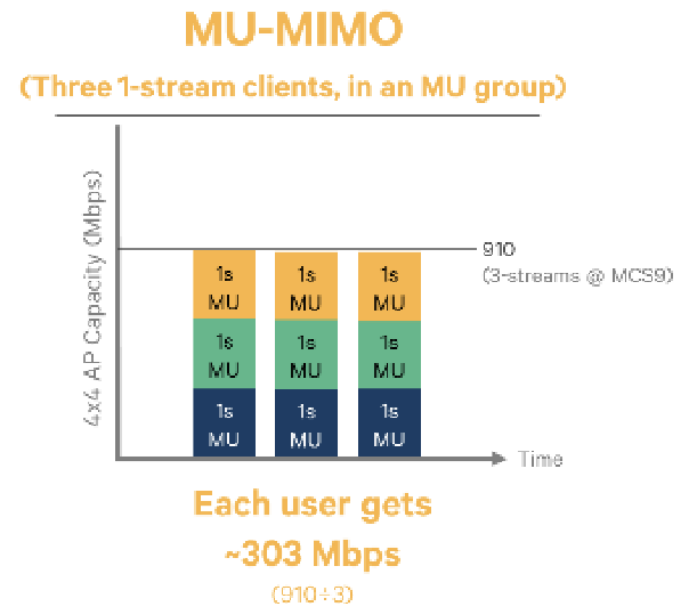 MU-MIMO
(Three 1-stream clients, in an MU group)
4x4 AP Capacity (Mbps)
910
(3-streams @ MCS9)
1s
MU
1s
MU
1s
MU
1s
MU
1s
MU
1s
MU
1s
MU
1s
MU
1s
MU
Time
Each user gets
~303 Mbps
(910÷3)